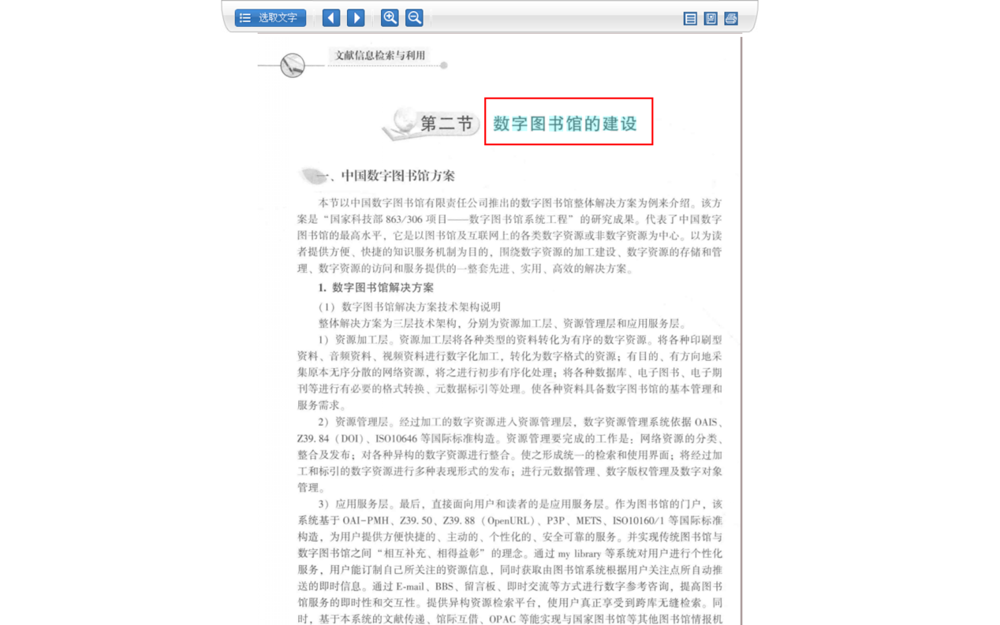 选取文字
文献信息检索与利用
第二节 数字图书馆的建设
一、中国数字图书馆方案
本节以中国数字图书馆有限责任公司推出的数字图书馆整体解决方案为例来介绍。该方
案是“国家科技部 863/306 项目——数字图书馆系统工程”的研究成果。代表了中国数字
图书馆的最高水平，它是以图书馆及互联网上的各类数字资源或非数字资源为中心。以为读
者提供方便、快捷的知识服务机制为目的，围绕数字资源的加工建设、数字资源的存储和管
理、数字资源的访问和服务提供的一整套先进、实用、高效的解决方案。
1. 数字图书馆解决方案
（1）数字图书馆解决方案技术架构说明
整体解决方案为三层技术架构，分别为资源加工层、资源管理层和应用服务层。
1）资源加工层。资源加工层将各种类型的资料转化为有序的数字资源。将各种印刷型
资料、音频资料、视频资料进行数字化加工，转化为数字格式的资源；有目的、有方向地采
集原本无序分散的网络资源，将之进行初步有序化处理；将各种数据库、电子图书、电子期
刊等进行有必要的格式转换、元数据标引等处理。使各种资料具备数字图书馆的基本管理和
服务需求。
2）资源管理层。经过加工的数字资源进入资源管理层，数字资源管理系统依据 OAIS、
Z39.84（DOI）、ISO10646 等国际标准构造。资源管理要完成的工作是：网络资源的分类、
整合及发布；对各种异构的数字资源进行整合。使之形成统一的检索和使用界面；将经过加
工和标引的数字资源进行多种表现形式的发布；进行元数据管理、数字版权管理及数字对象
管理。
3）应用服务层。最后，直接面向用户和读者的是应用服务层。作为图书馆的门户，该
系统基于 OAI-PMH、Z39.50、Z39.88（OpenURL）、P3P、METS、ISO10160/1 等国际标准
构造，为用户提供方便快捷的、主动的、个性化的、安全可靠的服务。并实现传统图书馆与
数字图书馆之间“相互补充、相得益彰”的理念。通过 my library 等系统对用户进行个性化
服务，用户能订制自己所关注的资源信息，同时获取由图书馆系统根据用户关注点所自动推
送的即时信息。通过 E-mail、BBS、留言板、即时交流等方式进行数字参考咨询，提高图书
馆服务的即时性和交互性。提供异构资源检索平台，使用户真正享受到跨库无缝检索。同
时，基于本系统的文献传递、馆际互借、OPAC 等能实现与国家图书馆等其他图书馆情报机